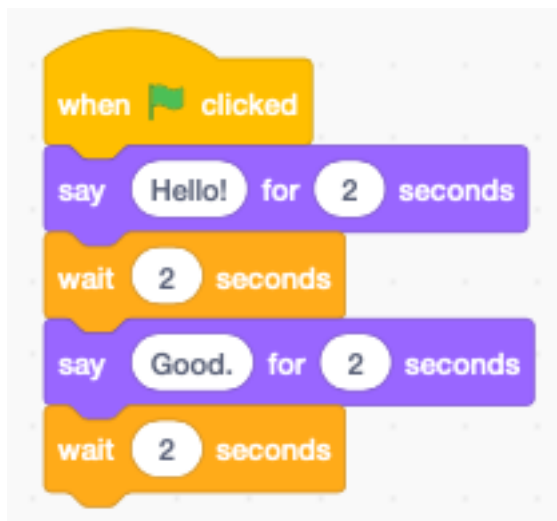 when clicked
say Hello! for 2 seconds
wait 2 seconds
say Good. for 2 seconds
wait 2 seconds